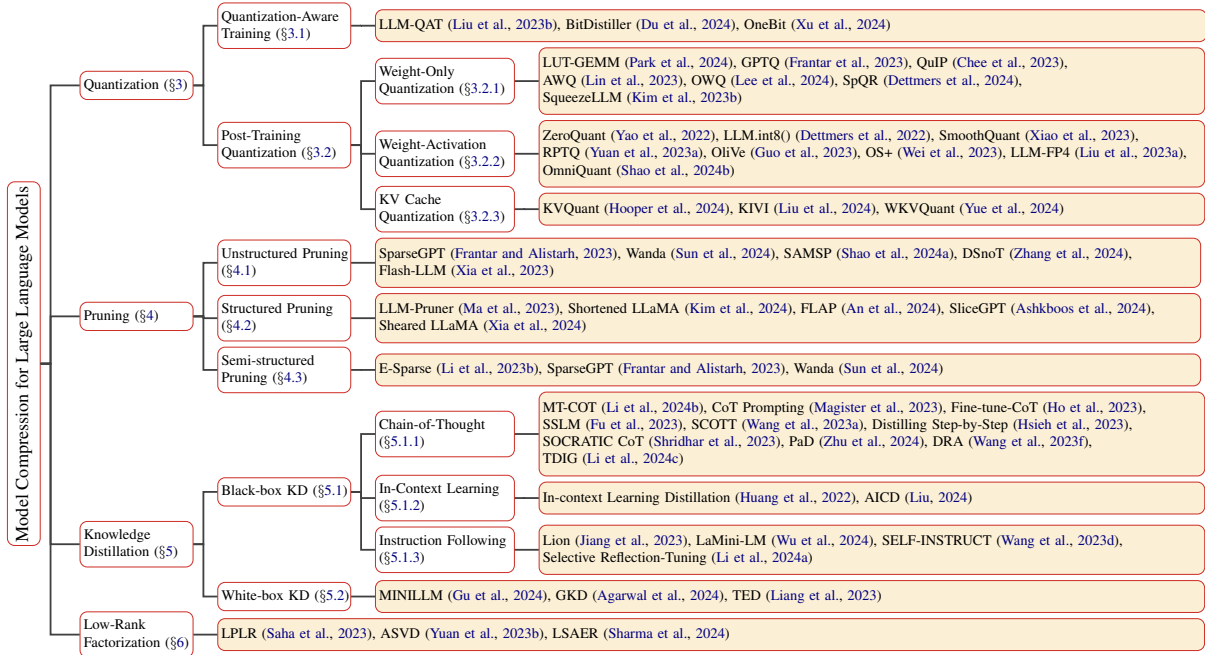 Model Compression for Large Language Models
Quantization (§3)
Quantization-Aware
Training (§3.1)
LLM-QAT (Liu et al., 2023b), BitDistiller (Du et al., 2024), OneBit (Xu et al., 2024)
Post-Training
Quantization (§3.2)
Weight-Only
Quantization (§3.2.1)
LUT-GEMM (Park et al., 2024), GPTQ (Frantar et al., 2023), QuIP (Chee et al., 2023),
AWQ (Lin et al., 2023), OWQ (Lee et al., 2024), SpQR (Dettmers et al., 2024),
SqueezeLLM (Kim et al., 2023b)
Weight-Activation
Quantization (§3.2.2)
ZeroQuant (Yao et al., 2022), LLM.int8() (Dettmers et al., 2022), SmoothQuant (Xiao et al., 2023),
RPTQ (Yuan et al., 2023a), OliVe (Guo et al., 2023), OS+ (Wei et al., 2023), LLM-FP4 (Liu et al., 2023a),
OmniQuant (Shao et al., 2024b)
KV Cache
Quantization (§3.2.3)
KVQuant (Hooper et al., 2024), KIVI (Liu et al., 2024), WKVQuant (Yue et al., 2024)
Pruning (§4)
Unstructured Pruning
(§4.1)
SparseGPT (Frantar and Alistarh, 2023), Wanda (Sun et al., 2024), SAMSP (Shao et al., 2024a), DSnoT (Zhang et al., 2024),
Flash-LLM (Xia et al., 2023)
Structured Pruning
(§4.2)
LLM-Pruner (Ma et al., 2023), Shortened LLaMA (Kim et al., 2024), FLAP (An et al., 2024), SliceGPT (Ashkboos et al., 2024),
Sheared LLaMA (Xia et al., 2024)
Semi-structured
Pruning (§4.3)
E-Sparse (Li et al., 2023b), SparseGPT (Frantar and Alistarh, 2023), Wanda (Sun et al., 2024)
Knowledge
Distillation (§5)
Black-box KD (§5.1)
Chain-of-Thought
(§5.1.1)
MT-COT (Li et al., 2024b), CoT Prompting (Magister et al., 2023), Fine-tune-CoT (Ho et al., 2023),
SSLM (Fu et al., 2023), SCOTT (Wang et al., 2023a), Distilling Step-by-Step (Hsieh et al., 2023),
SOCRATIC CoT (Shridhar et al., 2023), PaD (Zhu et al., 2024), DRA (Wang et al., 2023f),
TDIG (Li et al., 2024c)
In-Context Learning
(§5.1.2)
In-context Learning Distillation (Huang et al., 2022), AICD (Liu, 2024)
Instruction Following
(§5.1.3)
Lion (Jiang et al., 2023), LaMini-LM (Wu et al., 2024), SELF-INSTRUCT (Wang et al., 2023d),
Selective Reflection-Tuning (Li et al., 2024a)
White-box KD (§5.2)
MINILLM (Gu et al., 2024), GKD (Agarwal et al., 2024), TED (Liang et al., 2023)
Low-Rank
Factorization (§6)
LPLR (Saha et al., 2023), ASVD (Yuan et al., 2023b), LSAER (Sharma et al., 2024)